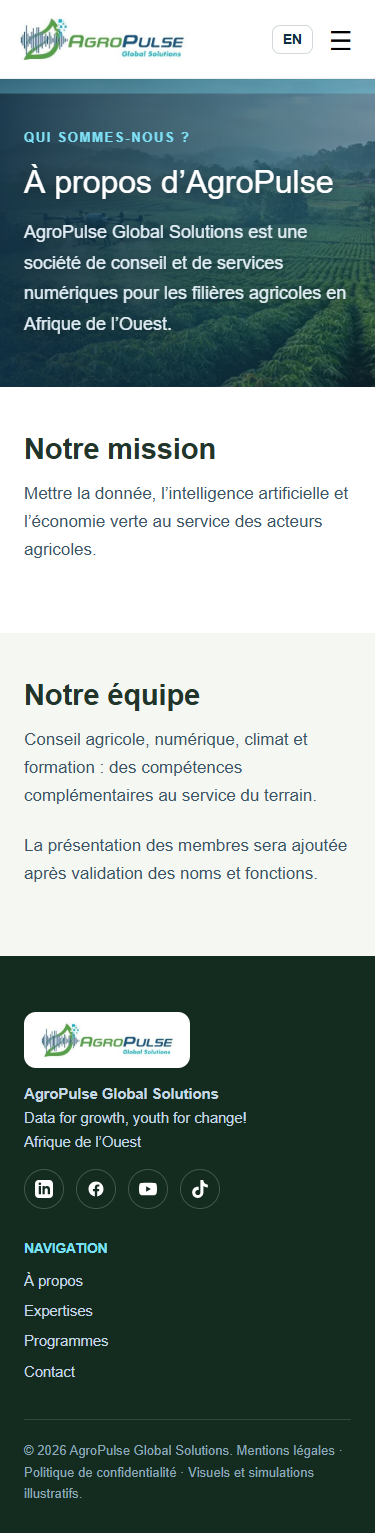 AGROPULSE
Global Solutions
EN
QUI SOMMES-NOUS ?
À propos d’AgroPulse
AgroPulse Global Solutions est une
société de conseil et de services
numériques pour les filières agricoles en
Afrique de l’Ouest.
Notre mission
Mettre la donnée, l’intelligence artificielle et
l’économie verte au service des acteurs
agricoles.
Notre équipe
Conseil agricole, numérique, climat et
formation : des compétences
complémentaires au service du terrain.
La présentation des membres sera ajoutée
après validation des noms et fonctions.
AGROPULSE
Global Solutions
AgroPulse Global Solutions
Data for growth, youth for change!
Afrique de l’Ouest
NAVIGATION
À propos
Expertises
Programmes
Contact
© 2026 AgroPulse Global Solutions. Mentions légales ·
Politique de confidentialité · Visuels et simulations
illustratifs.